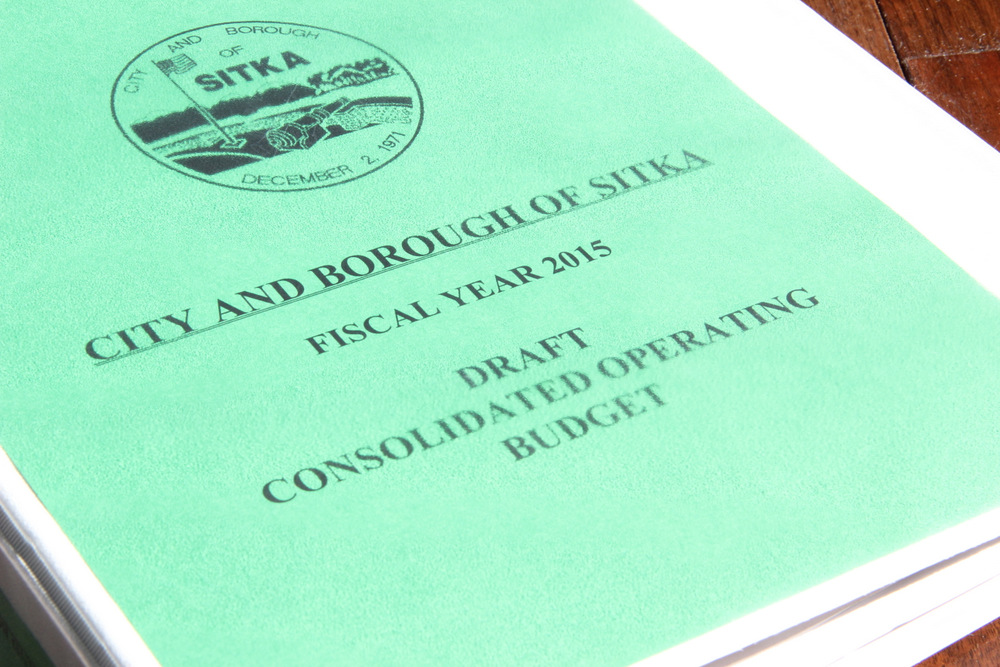 CITY AND BOROUGH
OF
SITKA
DECEMBER 2, 1971
CITY AND BOROUGH OF SITKA
FISCAL YEAR 2015
DRAFT
CONSOLIDATED OPERATING
BUDGET